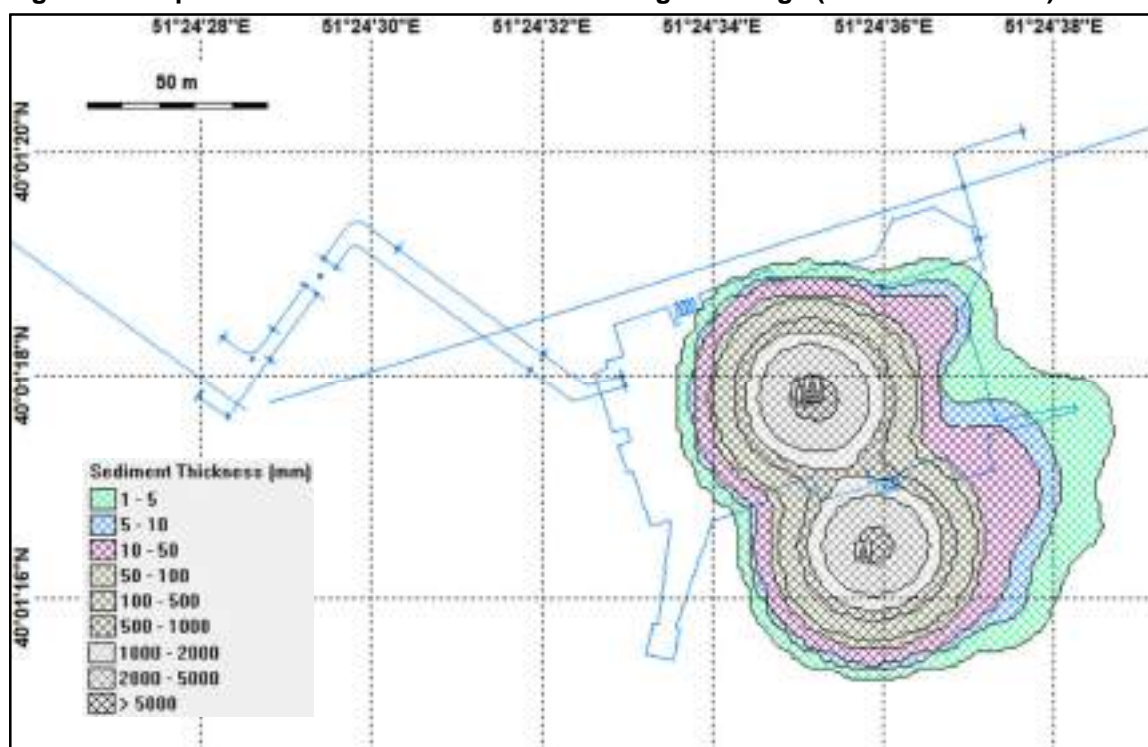 51°24'28"E 51°24'30"E 51°24'32"E 51°24'34"E 51°24'36"E 51°24'38"E
50 m
40°01'20"N
40°01'18"N
40°01'16"N
Sediment Thickness (mm)
1 - 5
5 - 10
10 - 50
50 - 100
100 - 500
500 - 1000
1000 - 2000
2000 - 5000
> 5000